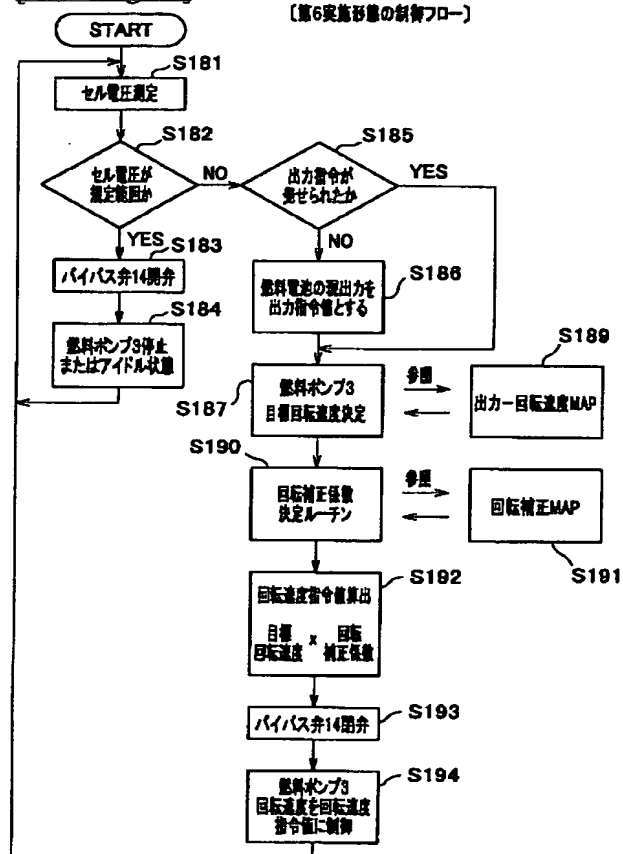 〔第6実施形態の制御フロー〕
START
S181
セル電圧測定
S182
セル電圧が
規定範囲か
NO
YES
S183
バイパス弁14開弁
S184
燃料ポンプ3停止
またはアイドル状態
S185
出力指令が
発せられたか
YES
NO
S186
燃料電池の現出力を
出力指令値とする
S187
燃料ポンプ3
目標回転速度決定
参照
S189
出力ー回転速度MAP
S190
回転補正係数
決定ルーチン
参照
回転補正MAP
S191
S192
回転速度指令値算出
目標 回転
回転速度 × 補正係数
S193
バイパス弁14閉弁
S194
燃料ポンプ3
回転速度を回転速度
指令値に制御